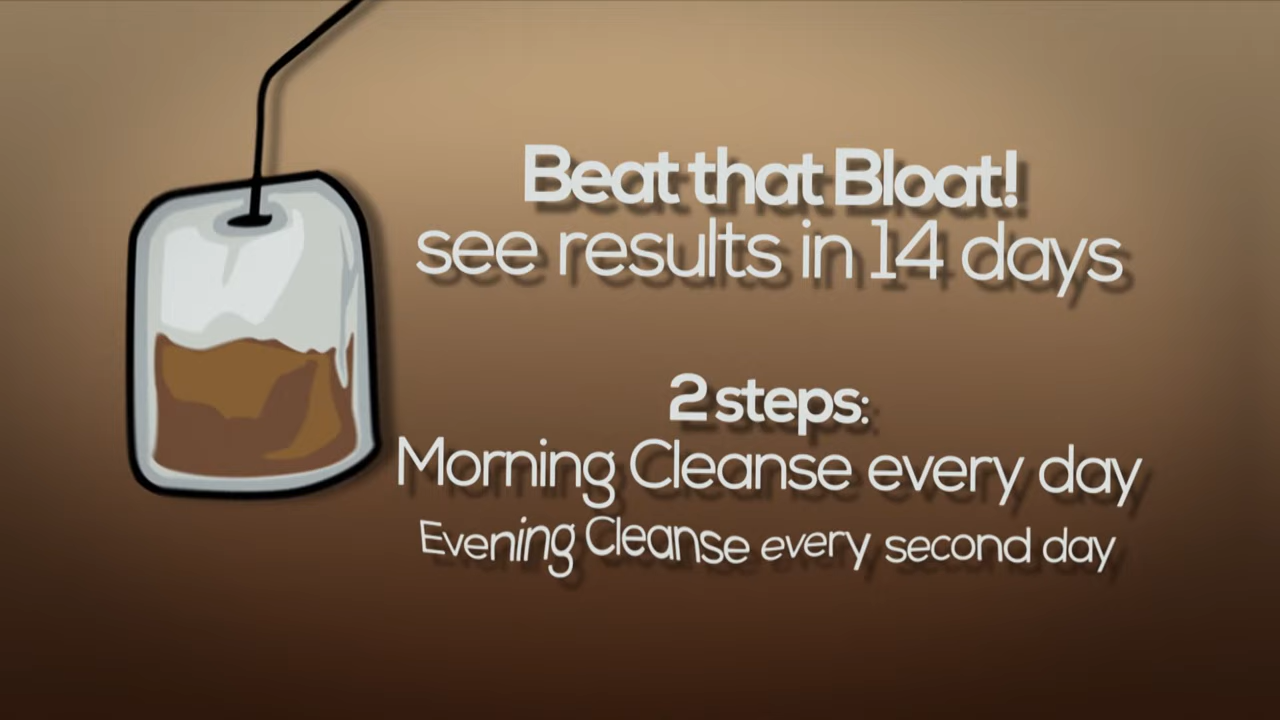 Beat that Bloat!
see results in 14 days
2 steps:
Morning Cleanse every day
Evening Cleanse every second day